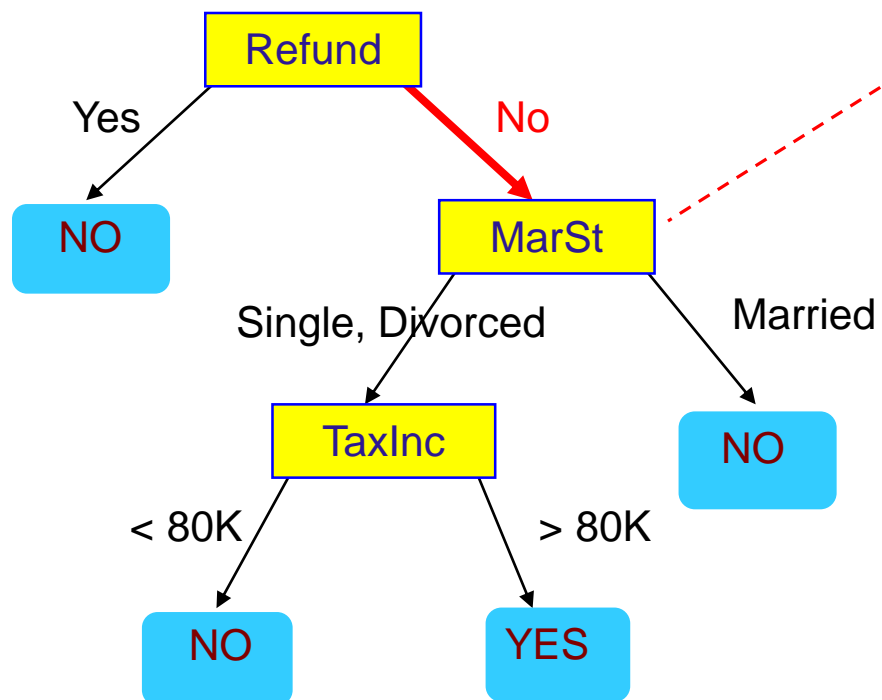 Refund
Yes
No
NO
MarSt
Single, Divorced
Married
TaxInc
NO
< 80K
> 80K
NO
YES